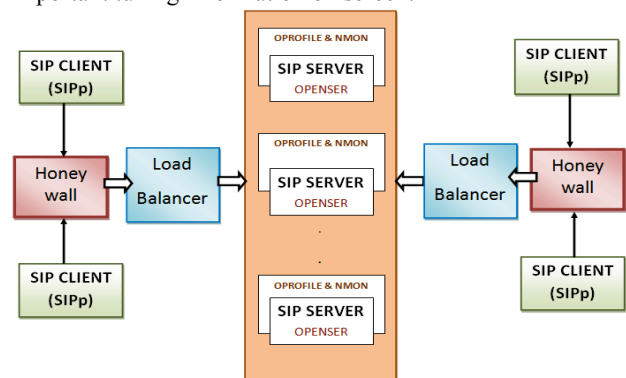 OPROFILE & NMON
SIP SERVER
OPENSER
SIP CLIENT
(SIPp)
SIP CLIENT
(SIPp)
Honey
wall
Load
Balancer
OPROFILE & NMON
SIP SERVER
OPENSER
Load
Balancer
Honey
wall
SIP CLIENT
(SIPp)
SIP CLIENT
(SIPp)
OPROFILE & NMON
SIP SERVER
OPENSER